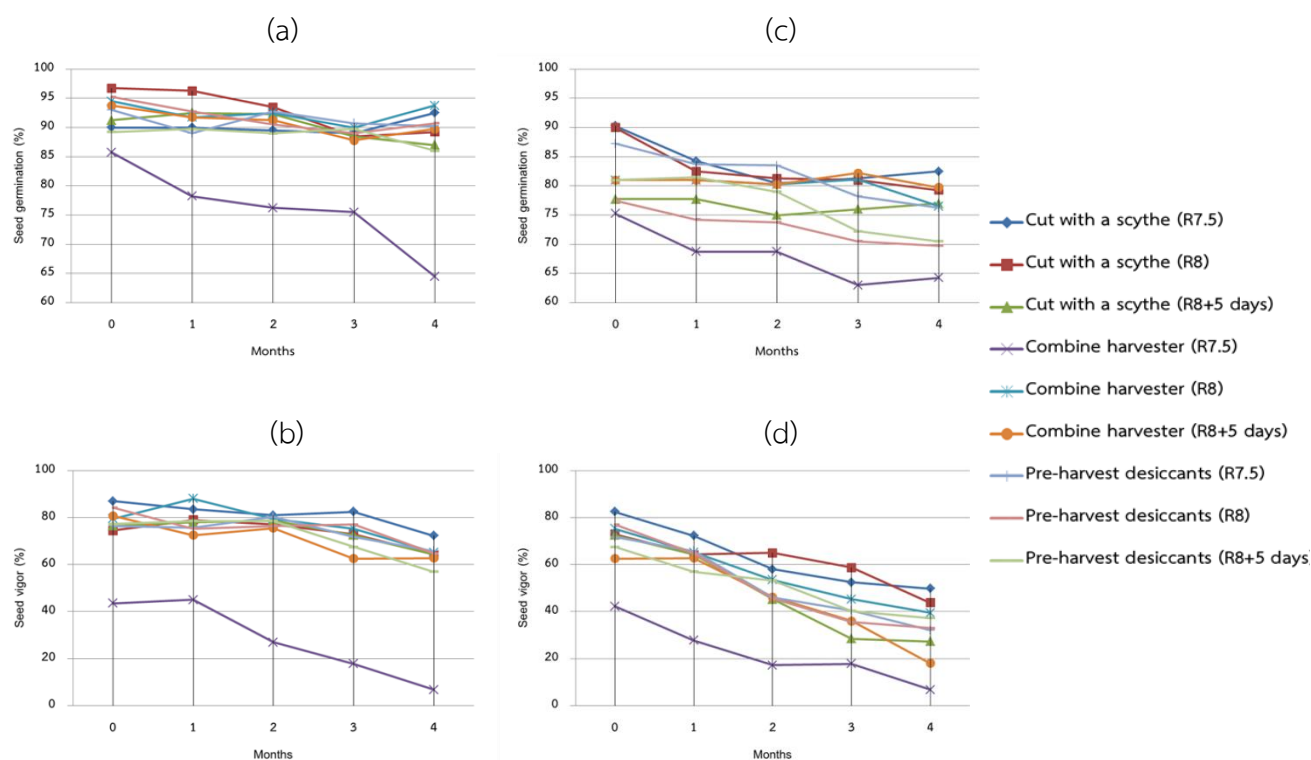 (a)
100
95
90
85
80
75
70
65
60
Seed germination (%)
0 1 2 3 4
Months
(c)
100
95
90
85
80
75
70
65
60
Seed germination (%)
0 1 2 3 4
Months
(b)
100
80
60
40
20
0
Seed vigor (%)
0 1 2 3 4
Months
(d)
100
80
60
40
20
0
Seed vigor (%)
0 1 2 3 4
Months
Cut with a scythe (R7.5)
Cut with a scythe (R8)
Cut with a scythe (R8+5 days)
Combine harvester (R7.5)
Combine harvester (R8)
Combine harvester (R8+5 days)
Pre-harvest desiccants (R7.5)
Pre-harvest desiccants (R8)
Pre-harvest desiccants (R8+5 days)